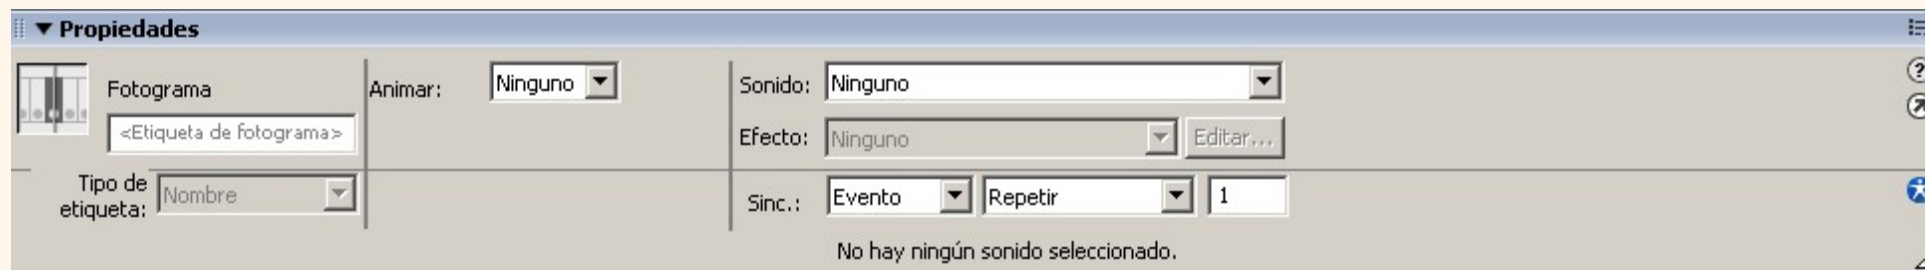 Propiedades
Fotograma
<Etiqueta de fotograma>
Tipo de
etiqueta:
Nombre
Animar:
Ninguno
Sonido:
Ninguno
Efecto:
Ninguno
Editar...
Sinc.:
Evento
Repetir
1
No hay ningún sonido seleccionado.